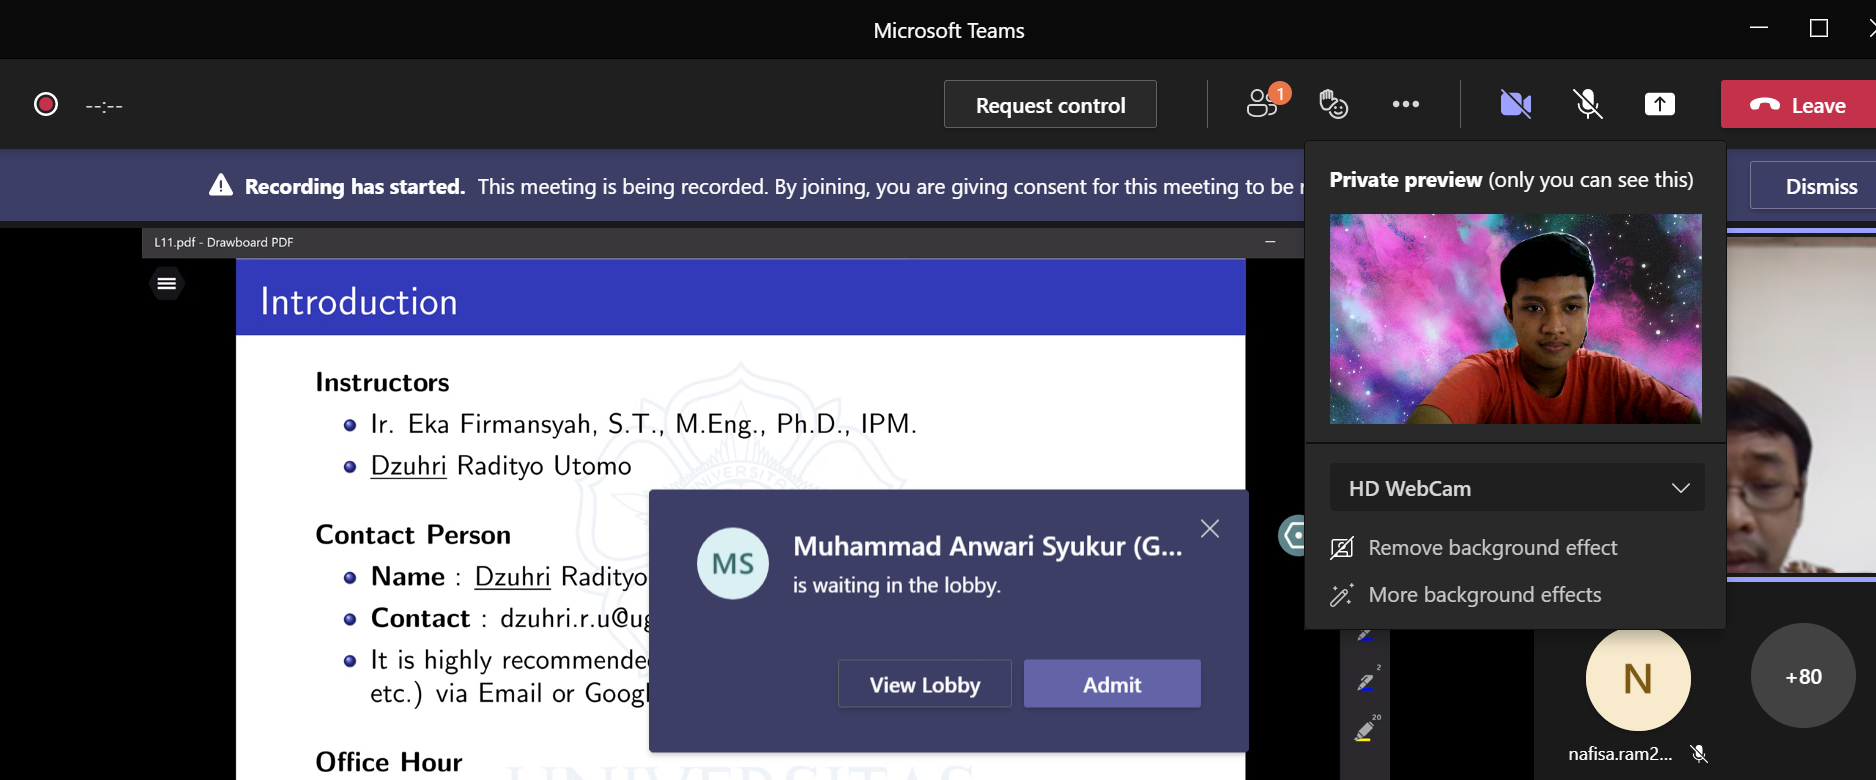 Microsoft Teams
--:--
Request control
1
Leave
Recording has started. This meeting is being recorded. By joining, you are giving consent for this meeting to be
Dismiss
Private preview (only you can see this)
L11.pdf - Drawboard PDF
Introduction
Instructors
Ir. Eka Firmansyah, S.T., M.Eng., Ph.D., IPM.
Dzuhri Radityo Utomo
Contact Person
Name : Dzuhri Radityo
Contact : dzuhri.r.u@ug
It is highly recommende
etc.) via Email or Googl
Office Hour
UNIVERSITAS
MS
Muhammad Anwari Syukur (G...
is waiting in the lobby.
View Lobby
Admit
HD WebCam
Remove background effect
More background effects
2
20
N
+80
nafisa.ram2...